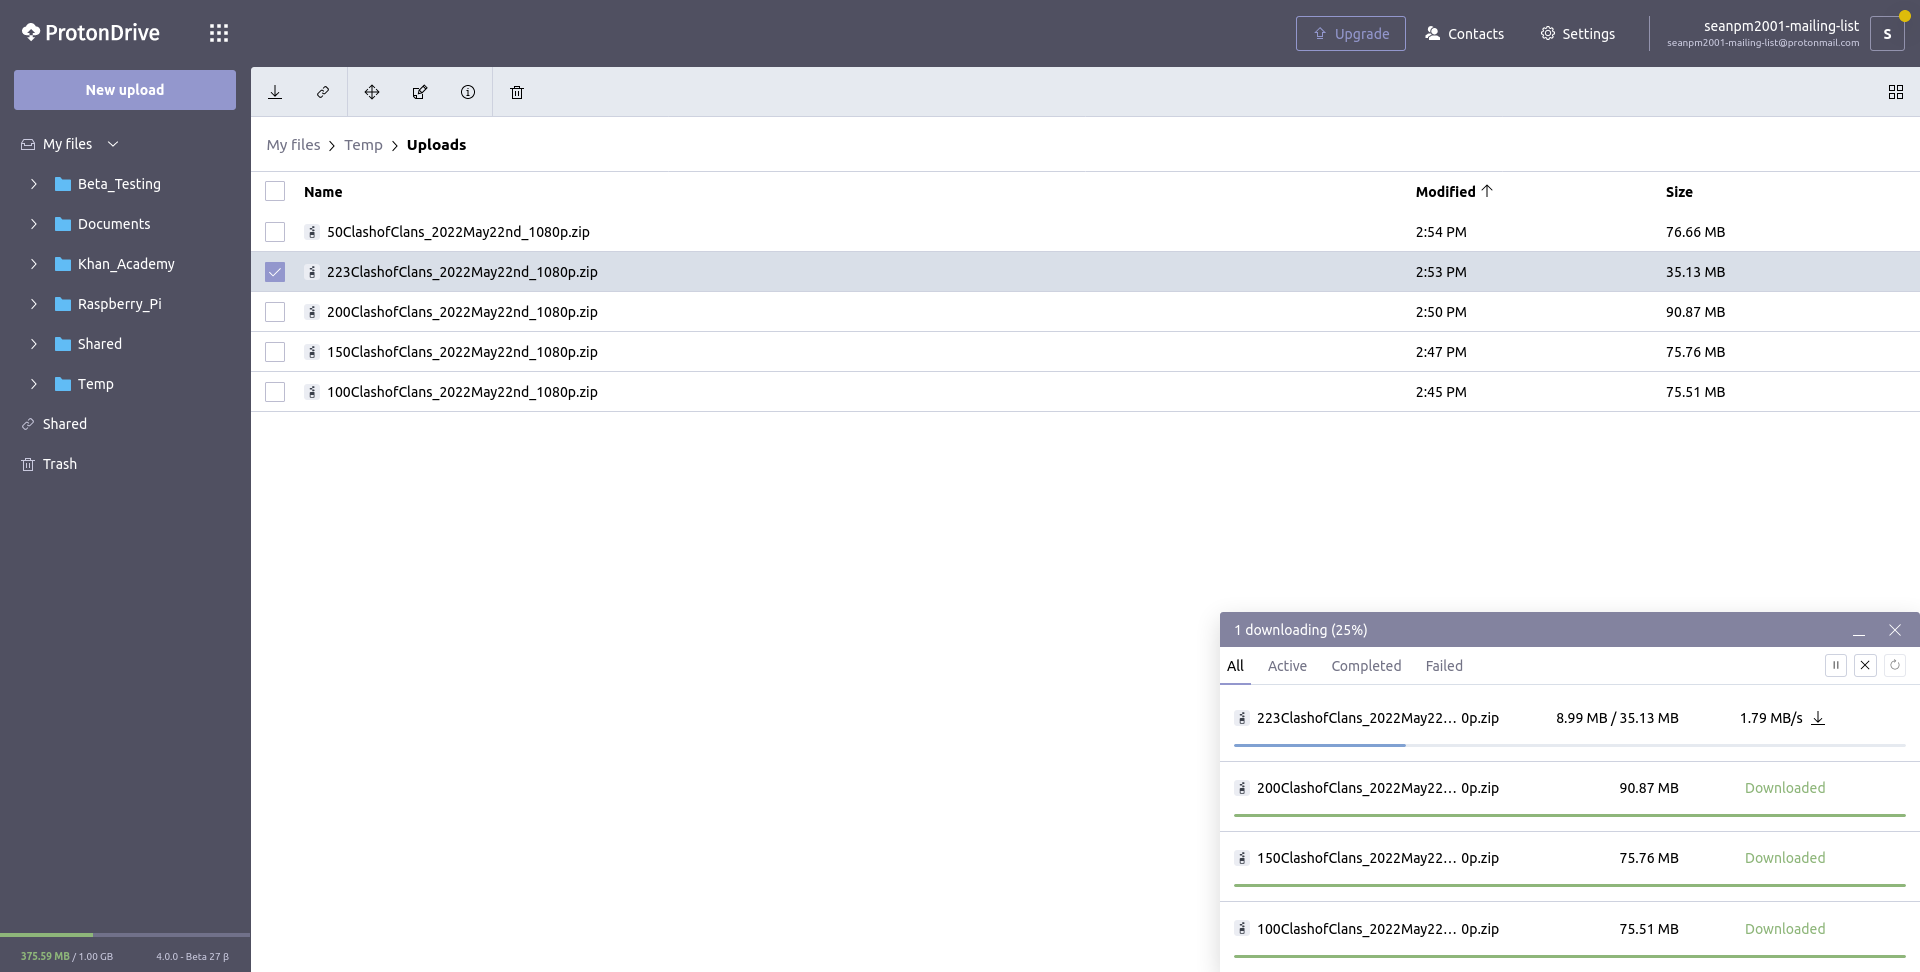 ProtonDrive
Upgrade
Contacts
Settings
seanpm2001-mailing-list
seanpm2001-mailing-list@protonmail.com
S
New upload
My files
Beta_Testing
Documents
Khan_Academy
Raspberry_Pi
Shared
Temp
Shared
Trash
375.59 MB / 1.00 GB
4.0.0 - Beta 27 β
My files > Temp > Uploads
Name Modified Size
50ClashofClans_2022May22nd_1080p.zip 2:54 PM 76.66 MB
223ClashofClans_2022May22nd_1080p.zip 2:53 PM 35.13 MB
200ClashofClans_2022May22nd_1080p.zip 2:50 PM 90.87 MB
150ClashofClans_2022May22nd_1080p.zip 2:47 PM 75.76 MB
100ClashofClans_2022May22nd_1080p.zip 2:45 PM 75.51 MB
1 downloading (25%)
All Active Completed Failed
223ClashofClans_2022May22... 0p.zip 8.99 MB / 35.13 MB 1.79 MB/s
200ClashofClans_2022May22... 0p.zip 90.87 MB Downloaded
150ClashofClans_2022May22... 0p.zip 75.76 MB Downloaded
100ClashofClans_2022May22... 0p.zip 75.51 MB Downloaded